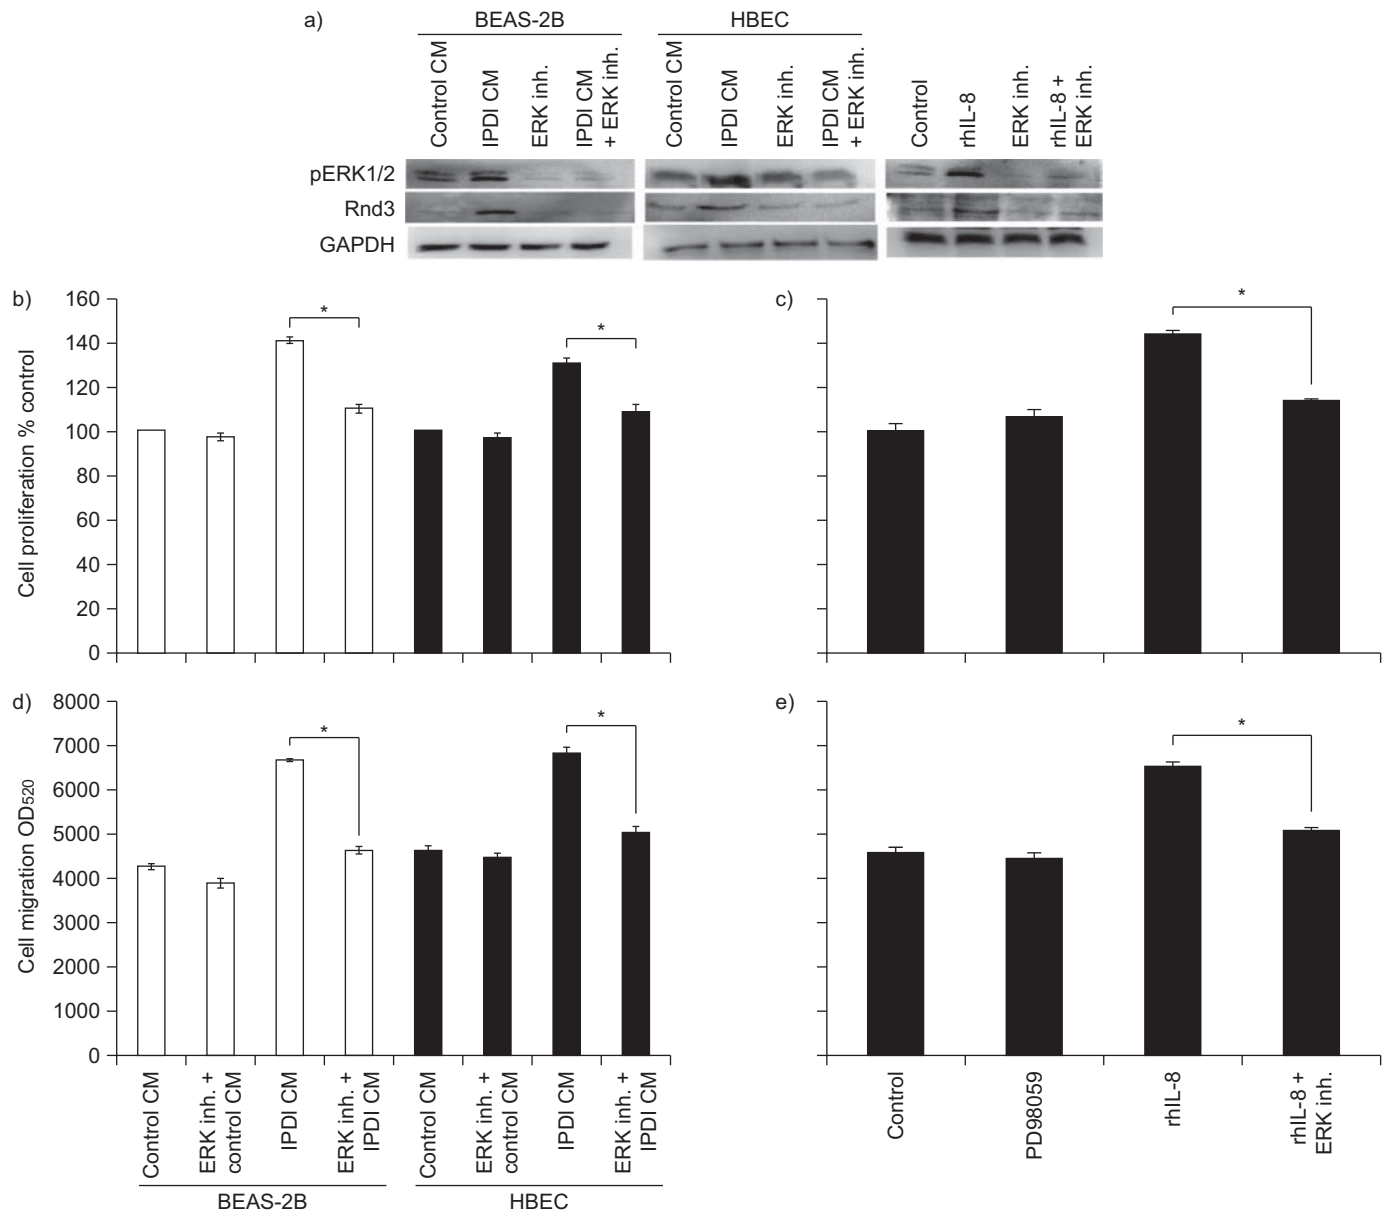 a)
BEAS-2B
HBEC
Control CM
IPDI CM
ERK inh.
IPDI CM
+ ERK inh.
Control CM
IPDI CM
ERK inh.
IPDI CM
+ ERK inh.
Control
rhIL-8
ERK inh.
rhIL-8 +
ERK inh.
pERK1/2
Rnd3
GAPDH
b)
Cell proliferation % control
160
140
120
100
80
60
40
20
0
*
*
c)
*
d)
Cell migration OD520
8000
7000
6000
5000
4000
3000
2000
1000
0
*
*
Control CM
ERK inh. +
control CM
IPDI CM
ERK inh. +
IPDI CM
Control CM
ERK inh. +
control CM
IPDI CM
ERK inh. +
IPDI CM
BEAS-2B
HBEC
e)
*
Control
PD98059
rhIL-8
rhIL-8 +
ERK inh.